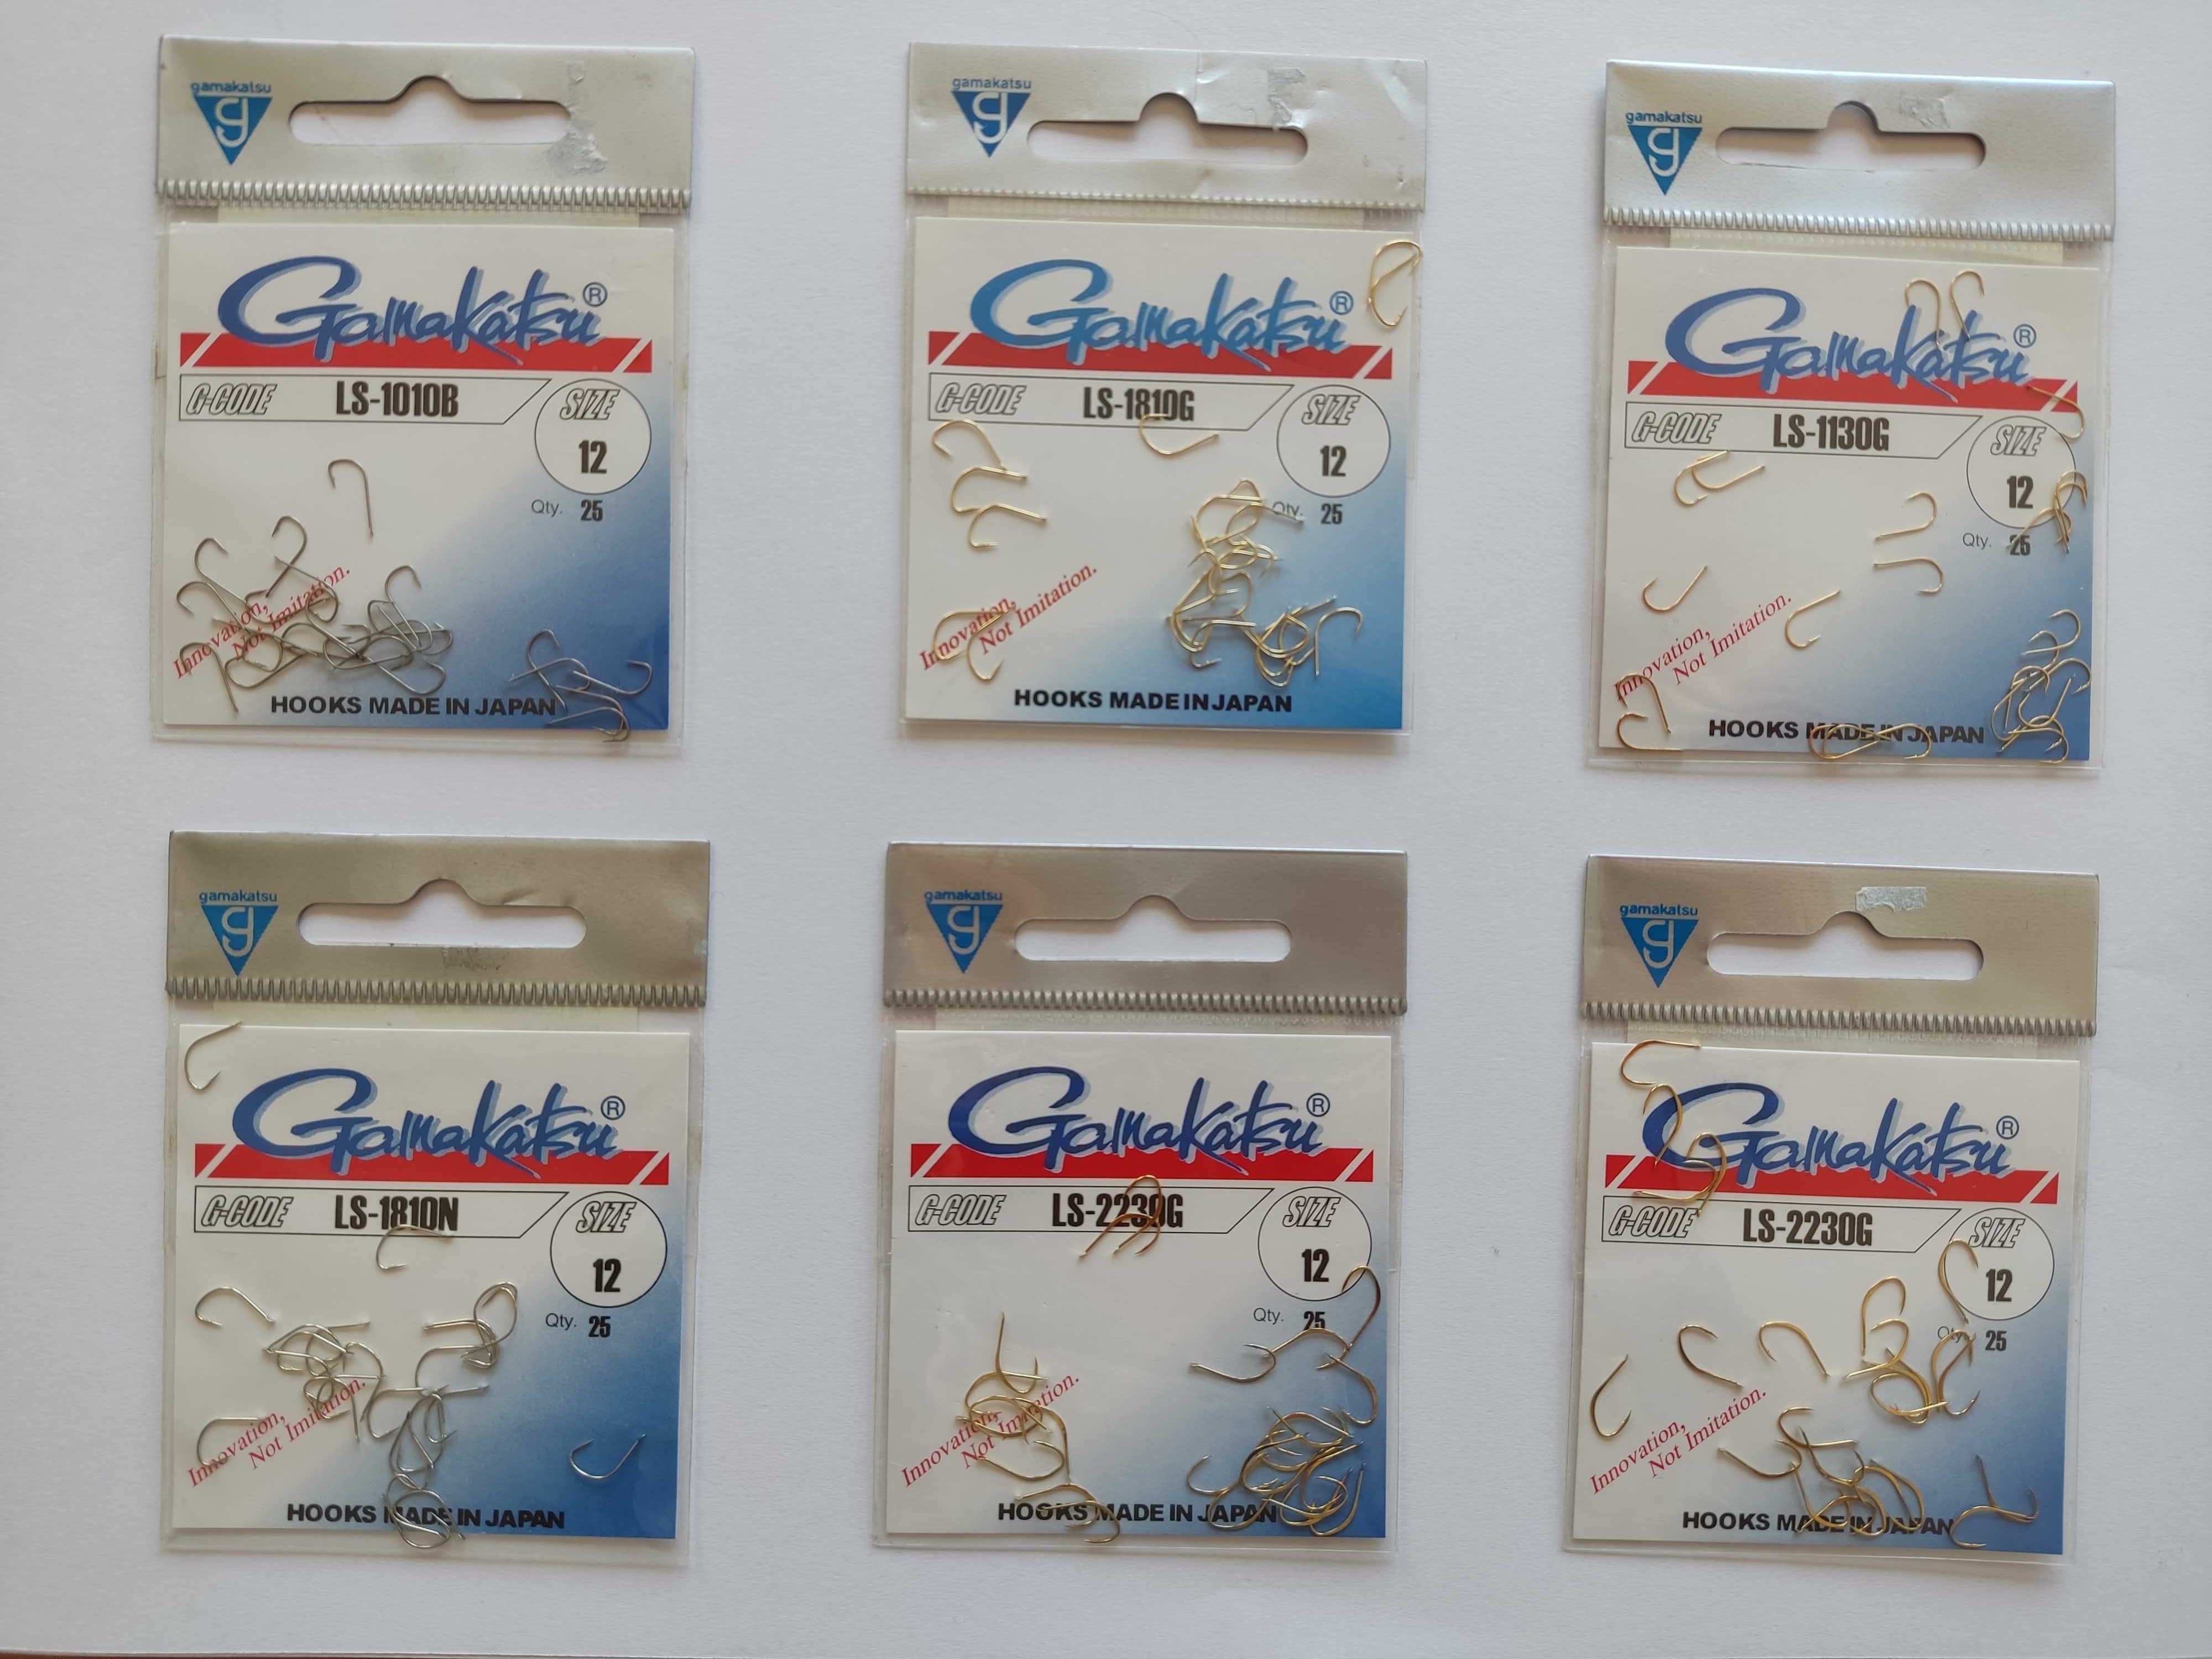 gamakatsu
g
Gamakatsu®
G-CODE LS-1010B SIZE
12
Qty. 25
Innovation,
Not Imitation.
HOOKS MADE IN JAPAN
gamakatsu
g
Gamakatsu®
G-CODE LS-1810G SIZE
12
Qty. 25
Innovation,
Not Imitation.
HOOKS MADE IN JAPAN
gamakatsu
g
Gamakatsu®
G-CODE LS-1130G SIZE
12
Qty. 25
Innovation,
Not Imitation.
HOOKS MADE IN JAPAN
gamakatsu
g
Gamakatsu®
G-CODE LS-1810N SIZE
12
Qty. 25
Innovation,
Not Imitation.
HOOKS MADE IN JAPAN
gamakatsu
g
Gamakatsu®
G-CODE LS-2230G SIZE
12
Qty. 25
Innovation,
Not Imitation.
HOOKS MADE IN JAPAN
gamakatsu
g
Gamakatsu®
G-CODE LS-2230G SIZE
12
Qty. 25
Innovation,
Not Imitation.
HOOKS MADE IN JAPAN